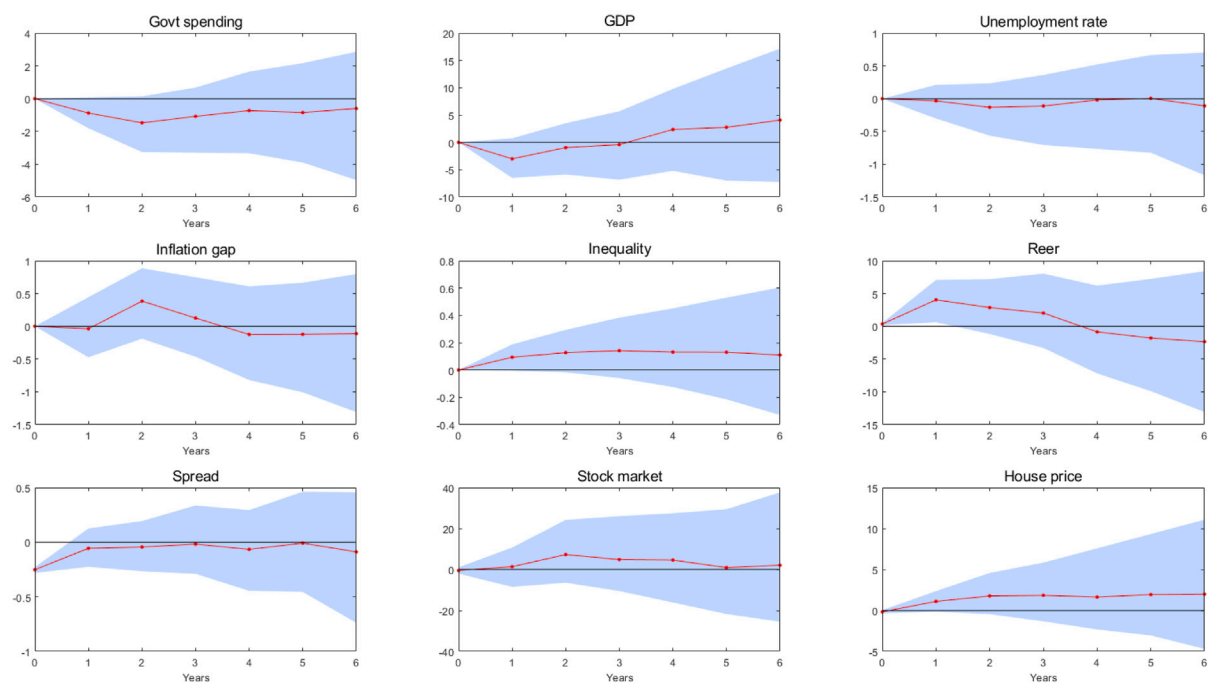 Govt spending
4
2
0
-2
-4
-6
0 1 2 3 4 5 6
Years
GDP
20
15
10
5
0
-5
-10
0 1 2 3 4 5 6
Years
Unemployment rate
1
0.5
0
-0.5
-1
-1.5
0 1 2 3 4 5 6
Years
Inflation gap
1
0.5
0
-0.5
-1
-1.5
0 1 2 3 4 5 6
Years
Inequality
0.8
0.6
0.4
0.2
0
-0.2
-0.4
0 1 2 3 4 5 6
Years
Reer
10
5
0
-5
-10
-15
0 1 2 3 4 5 6
Years
Spread
0.5
0
-0.5
-1
0 1 2 3 4 5 6
Years
Stock market
40
20
0
-20
-40
0 1 2 3 4 5 6
Years
House price
15
10
5
0
-5
0 1 2 3 4 5 6
Years